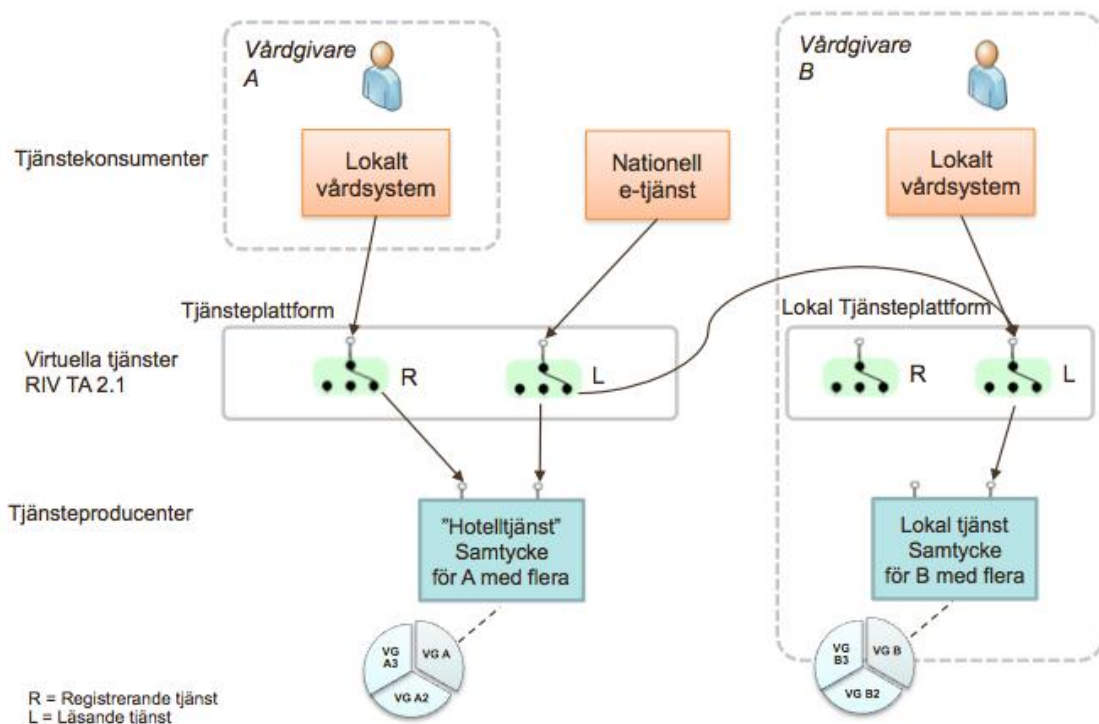 Vårdgivare
A
Vårdgivare
B
Tjänstekonsumenter
Lokalt
vårdsystem
Nationell
e-tjänst
Lokalt
vårdsystem
Tjänsteplattform
Lokal Tjänsteplattform
Virtuella tjänster
RIV TA 2.1
R
L
R
L
Tjänsteproducenter
"Hotelltjänst"
Samtycke
för A med flera
Lokal tjänst
Samtycke
för B med flera
VG
A3
VG A
VG A2
VG
B3
VG B
VG B2
R = Registrerande tjänst
L = Läsande tjänst